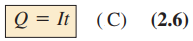 Q = It (C) (2.6)